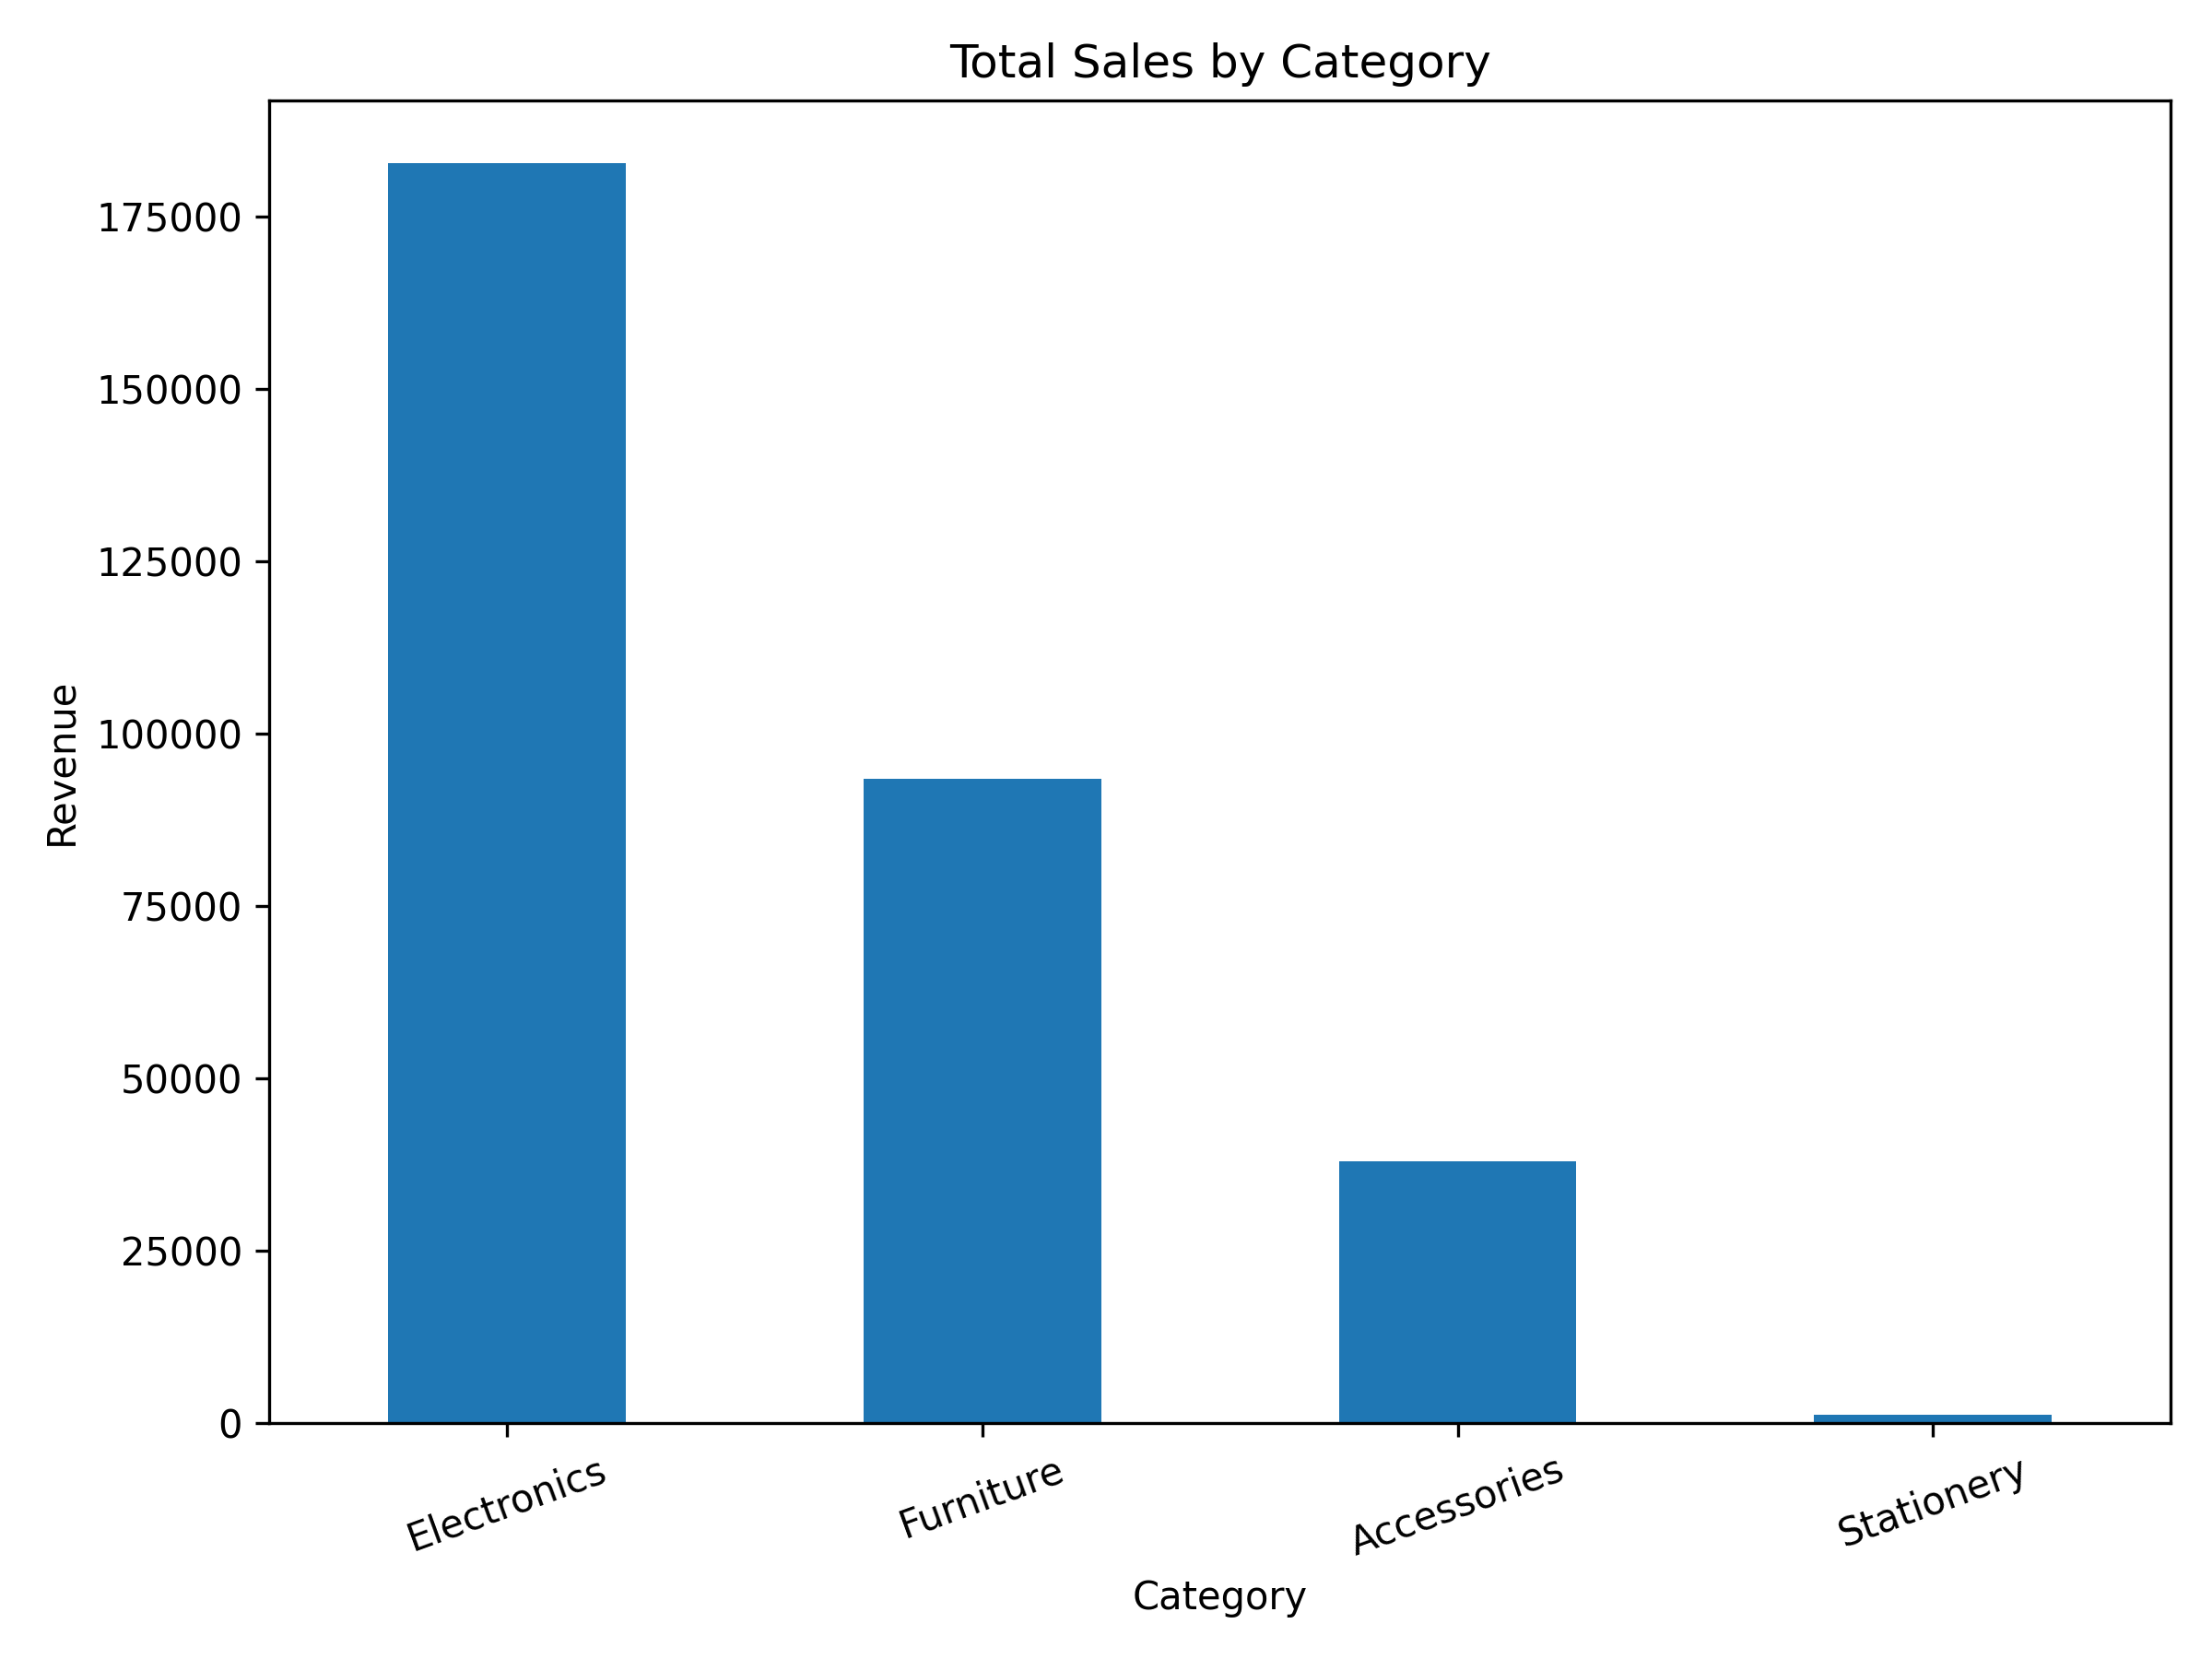 Total Sales by Category
Revenue
175000
150000
125000
100000
75000
50000
25000
0
Electronics
Furniture
Accessories
Stationery
Category